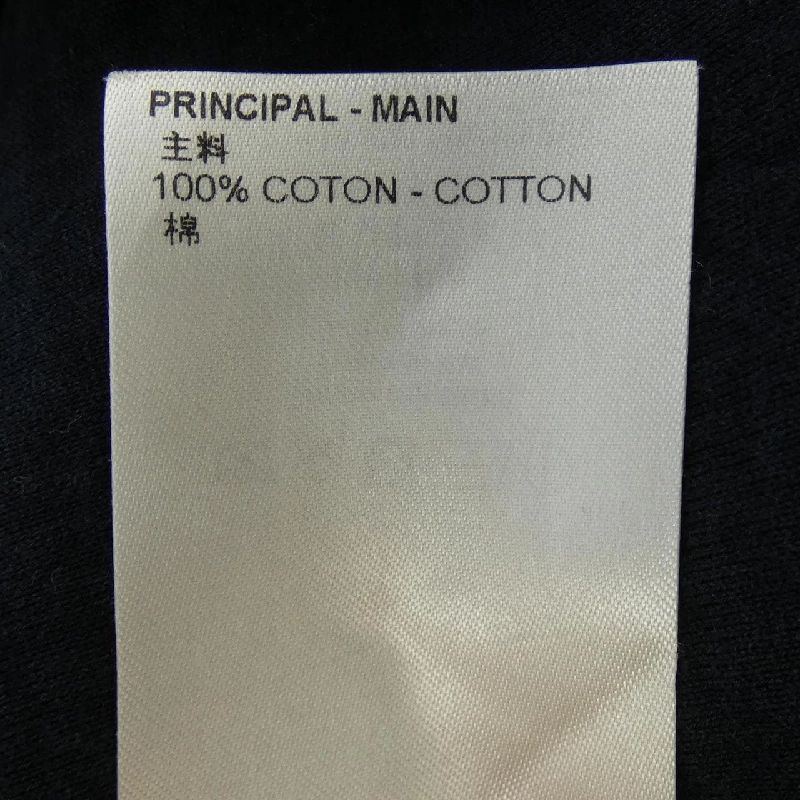 PRINCIPAL - MAIN
主料
100% COTON - COTTON
棉